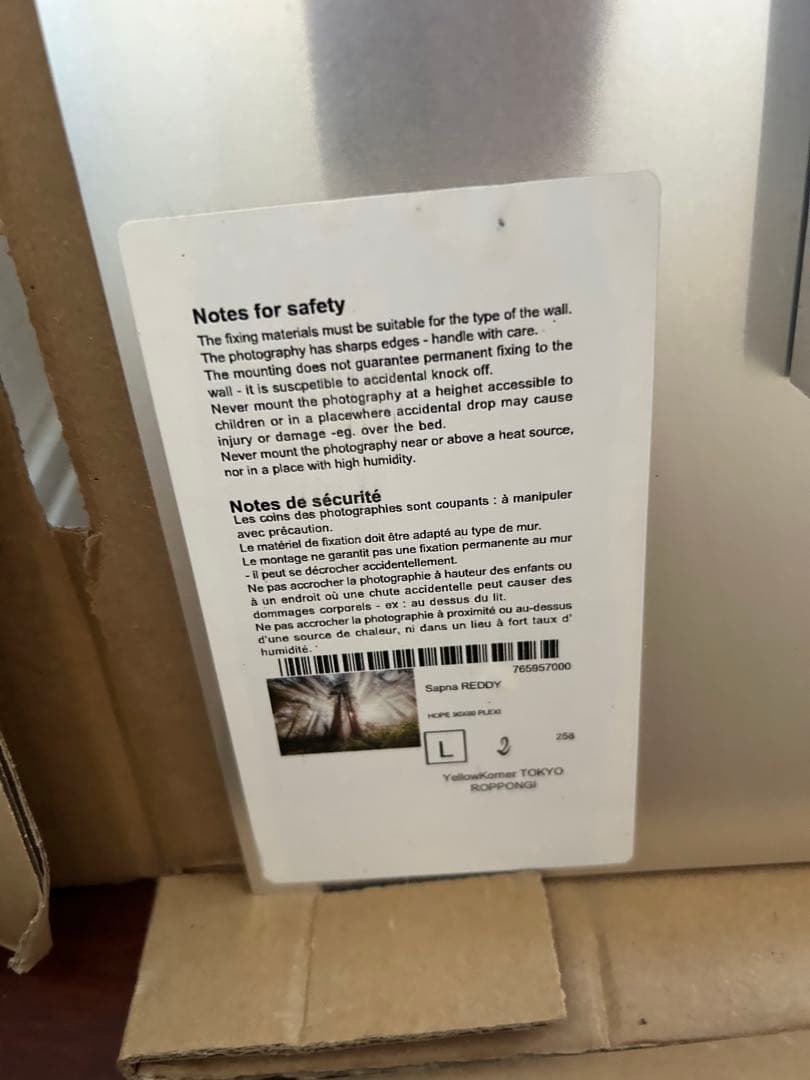 Notes for safety
The fixing materials must be suitable for the type of the wall.
The photography has sharps edges - handle with care.
The mounting does not guarantee permanent fixing to the
wall - it is suscpetible to accidental knock off.
Never mount the photography at a heighet accessible to
children or in a placewhere accidental drop may cause
injury or damage -eg. over the bed.
Never mount the photography near or above a heat source,
nor in a place with high humidity.
Notes de sécurité
Les coins des photographies sont coupants : à manipuler
avec précaution.
Le matériel de fixation doit être adapté au type de mur.
Le montage ne garantit pas une fixation permanente au mur
- il peut se décrocher accidentellement.
Ne pas accrocher la photographie à hauteur des enfants ou
à un endroit où une chute accidentelle peut causer des
dommages corporels - ex : au dessus du lit.
Ne pas accrocher la photographie à proximité ou au-dessus
d'une source de chaleur, ni dans un lieu à fort taux d'
humidité.
765957000
Sapna REDDY
HOPE PLEXI
L 2 258
YellowKorner TOKYO
ROPPONGI